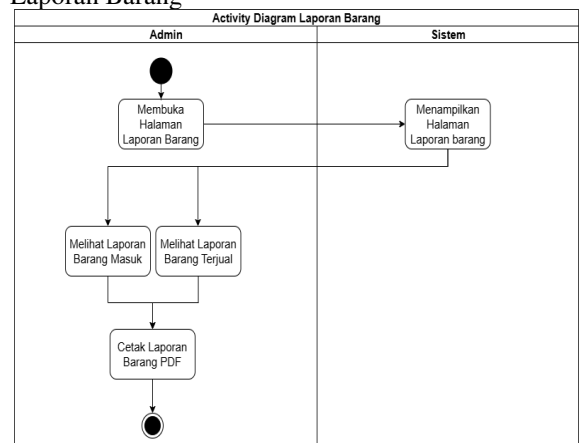 Laporan Barang
Activity Diagram Laporan Barang
Admin
Sistem
Membuka
Halaman
Laporan Barang
Menampilkan
Halaman
Laporan barang
Melihat Laporan
Barang Masuk
Melihat Laporan
Barang Terjual
Cetak Laporan
Barang PDF